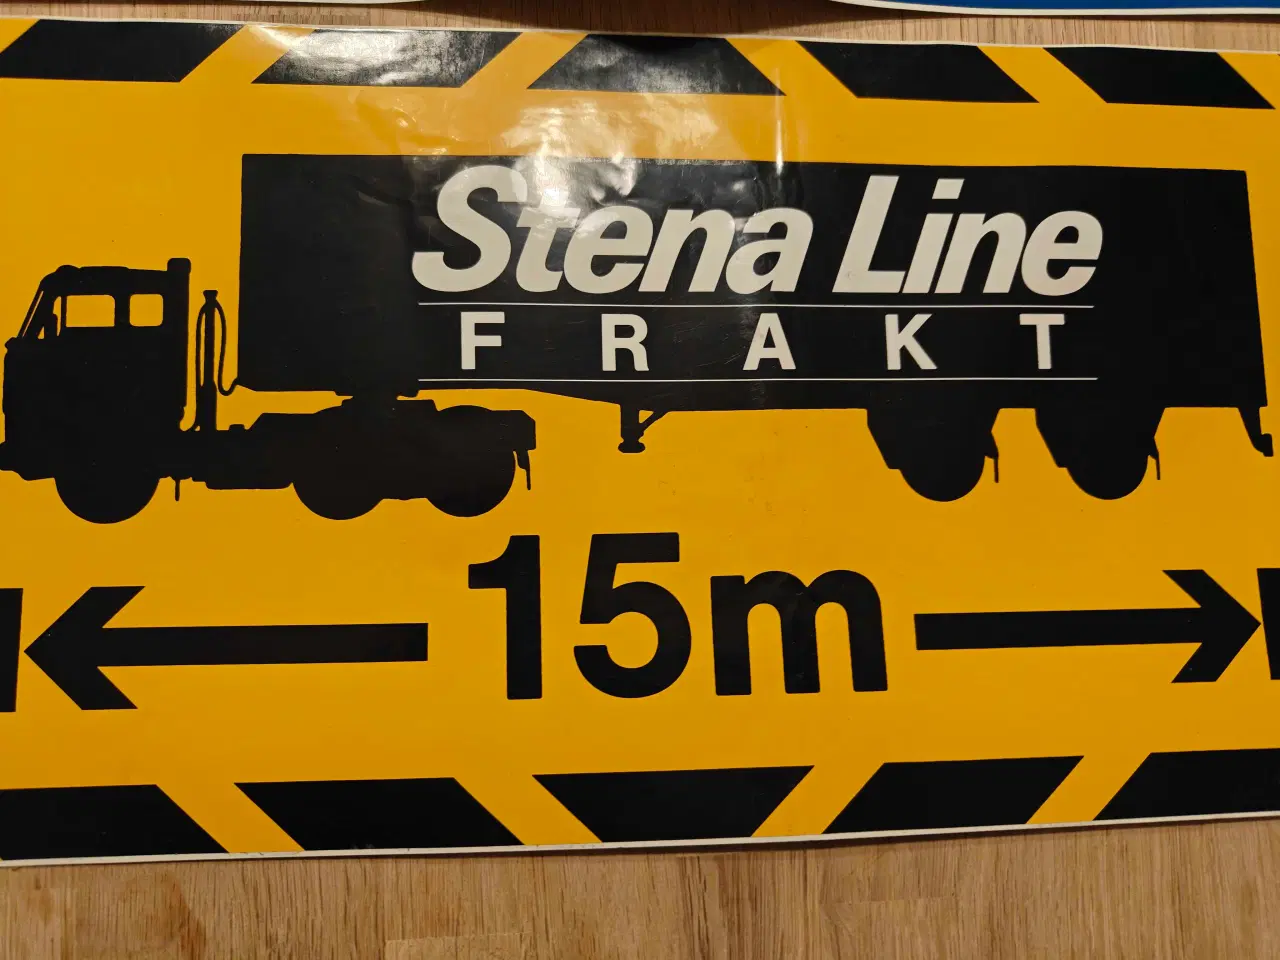 Stena Line
FRAKT
15m